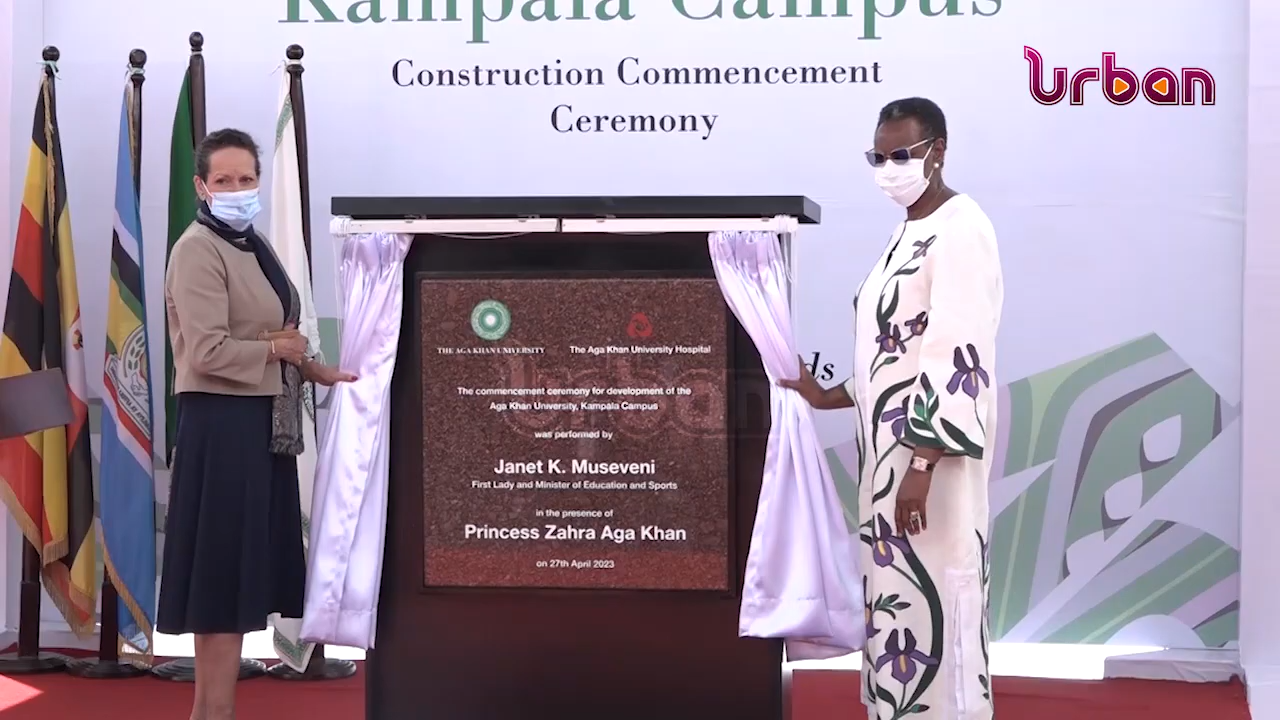 Kampala Campus
Construction Commencement
Ceremony
urban
THE AGA KHAN UNIVERSITY
The Aga Khan University Hospital
The commencement ceremony for development of the
Aga Khan University, Kampala Campus
was performed by
Janet K. Museveni
First Lady and Minister of Education and Sports
in the presence of
Princess Zahra Aga Khan
on 27th April 2023
urban